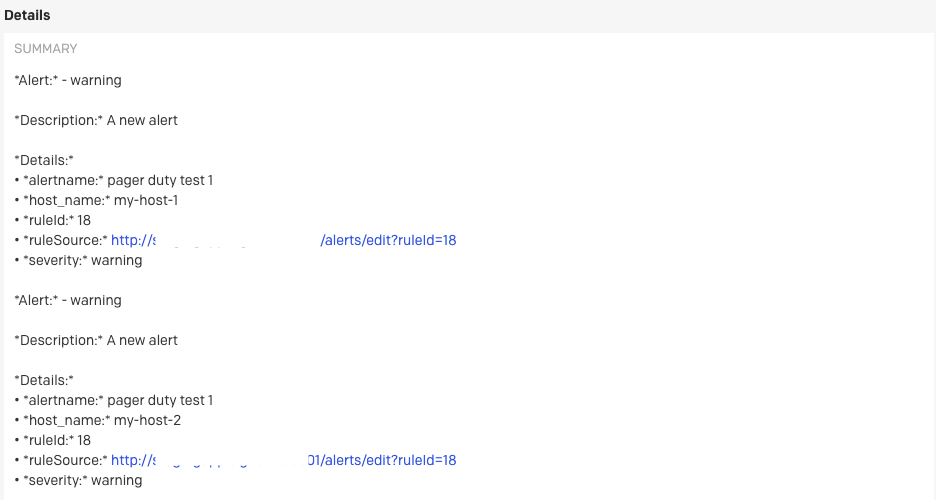 Details
SUMMARY
*Alert:* - warning
*Description:* A new alert
*Details:*
• *alertname:* pager duty test 1
• *host_name:* my-host-1
• *ruleId:* 18
• *ruleSource:* http://s /alerts/edit?ruleId=18
• *severity:* warning
*Alert:* - warning
*Description:* A new alert
*Details:*
• *alertname:* pager duty test 1
• *host_name:* my-host-2
• *ruleId:* 18
• *ruleSource:* http://s 01/alerts/edit?ruleId=18
• *severity:* warning